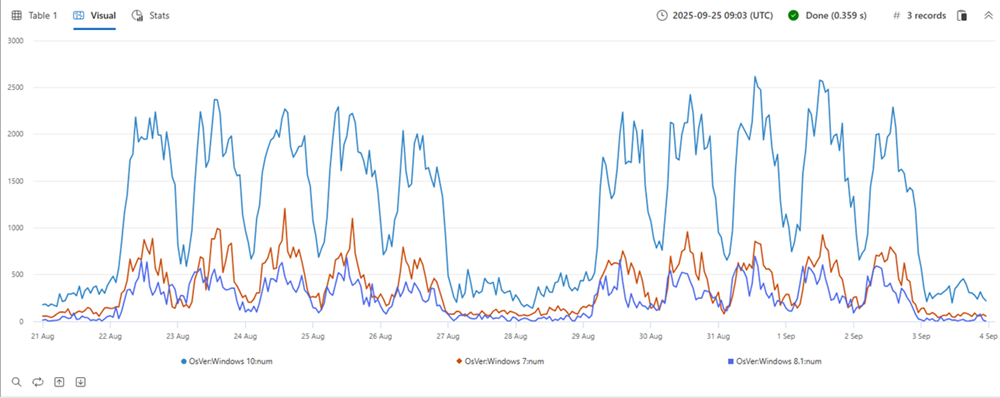 Table 1 Visual Stats 2025-09-25 09:03 (UTC) Done (0.359 s) # 3 records
3000
2500
2000
1500
1000
500
0
21 Aug 22 Aug 23 Aug 24 Aug 25 Aug 26 Aug 27 Aug 28 Aug 29 Aug 30 Aug 31 Aug 1 Sep 2 Sep 3 Sep 4 Sep
OsVer:Windows 10:num OsVer:Windows 7:num OsVer:Windows 8.1:num